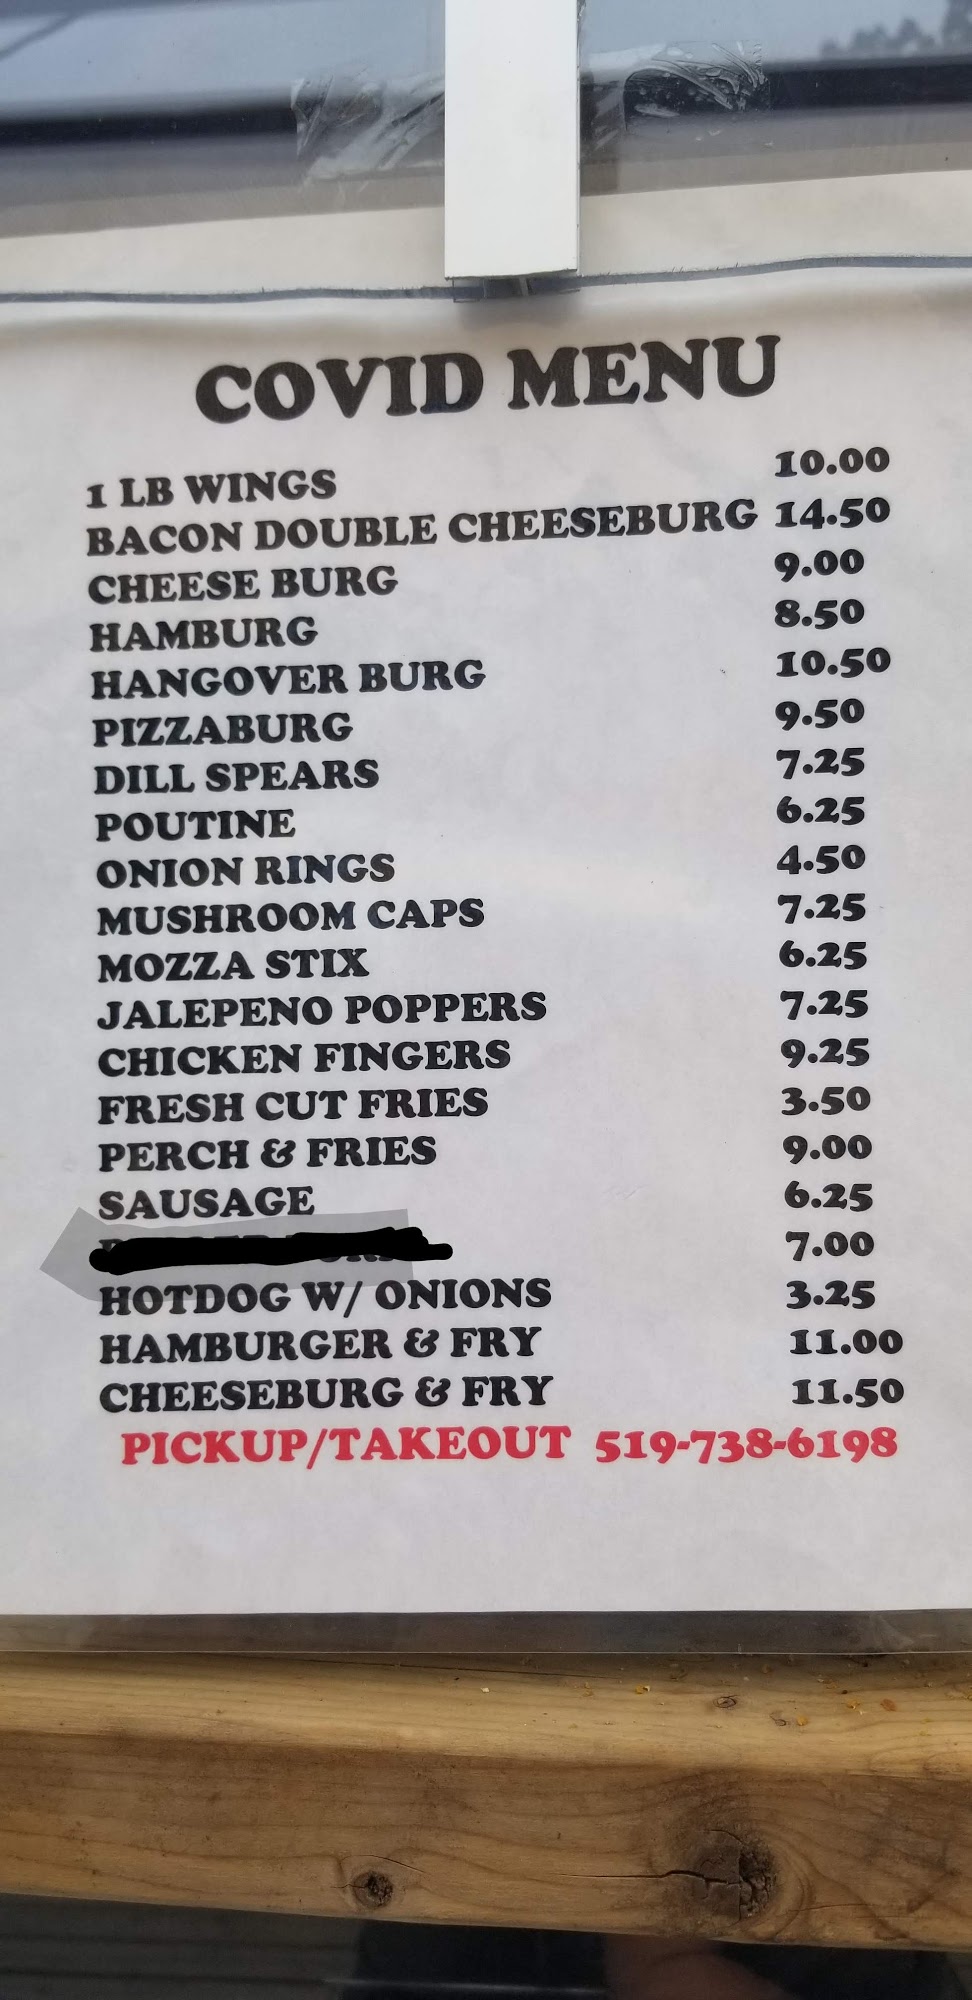 COVID MENU
1 LB WINGS 10.00
BACON DOUBLE CHEESEBURG 14.50
CHEESE BURG 9.00
HAMBURG 8.50
HANGOVER BURG 10.50
PIZZABURG 9.50
DILL SPEARS 7.25
POUTINE 6.25
ONION RINGS 4.50
MUSHROOM CAPS 7.25
MOZZA STIX 6.25
JALEPENO POPPERS 7.25
CHICKEN FINGERS 9.25
FRESH CUT FRIES 3.50
PERCH & FRIES 9.00
SAUSAGE 6.25
7.00
HOTDOG W/ ONIONS 3.25
HAMBURGER & FRY 11.00
CHEESEBURG & FRY 11.50
PICKUP/TAKEOUT 519-738-6198